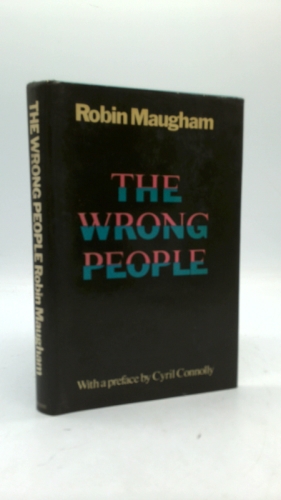 THE WRONG PEOPLE Robin Maugham
Robin Maugham
THE
WRONG
PEOPLE
With a preface by Cyril Connolly